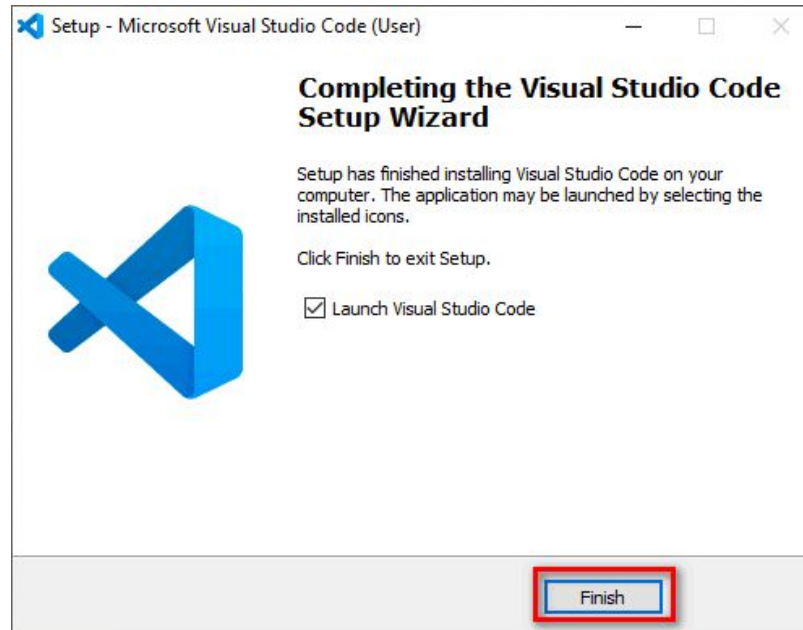 Setup - Microsoft Visual Studio Code (User)
Completing the Visual Studio Code
Setup Wizard
Setup has finished installing Visual Studio Code on your
computer. The application may be launched by selecting the
installed icons.
Click Finish to exit Setup.
Launch Visual Studio Code
Finish